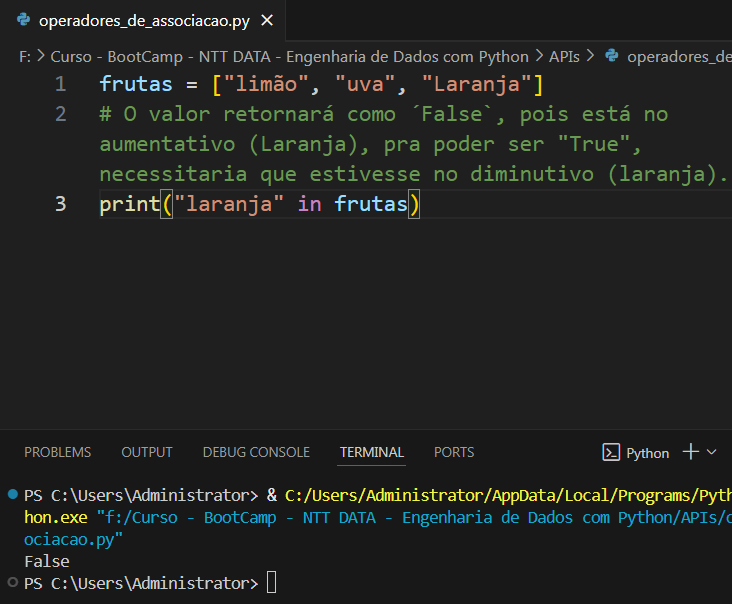 operadores_de_associacao.py ×
F: > Curso - BootCamp - NTT DATA - Engenharia de Dados com Python > APIs > operadores_de
1 frutas = ["limão", "uva", "Laranja"]
2 # O valor retornará como ´False`, pois está no
aumentativo (Laranja), pra poder ser "True",
necessitaria que estivesse no diminutivo (laranja).
3 print("laranja" in frutas)
PROBLEMS OUTPUT DEBUG CONSOLE TERMINAL PORTS Python
PS C:\Users\Administrator> & C:/Users/Administrator/AppData/Local/Programs/Pyth
hon.exe "f:/Curso - BootCamp - NTT DATA - Engenharia de Dados com Python/APIs/o
ociacao.py"
False
PS C:\Users\Administrator>